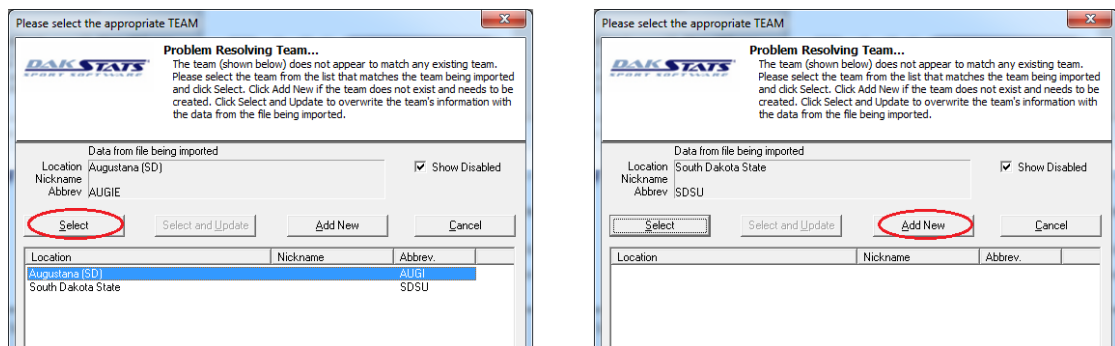 Please select the appropriate TEAM
DAKSTATS
SPORT SOFTWARE
Problem Resolving Team...
The team (shown below) does not appear to match any existing team.
Please select the team from the list that matches the team being imported
and click Select. Click Add New if the team does not exist and needs to be
created. Click Select and Update to overwrite the team's information with
the data from the file being imported.
Data from file being imported
Location Augustana (SD)
Nickname
Abbrev AUGIE
Show Disabled
Select Select and Update Add New Cancel
Location Nickname Abbrev.
Augustana (SD) AUGI
South Dakota State SDSU
Please select the appropriate TEAM
DAKSTATS
SPORT SOFTWARE
Problem Resolving Team...
The team (shown below) does not appear to match any existing team.
Please select the team from the list that matches the team being imported
and click Select. Click Add New if the team does not exist and needs to be
created. Click Select and Update to overwrite the team's information with
the data from the file being imported.
Data from file being imported
Location South Dakota State
Nickname
Abbrev SDSU
Show Disabled
Select Select and Update Add New Cancel
Location Nickname Abbrev.